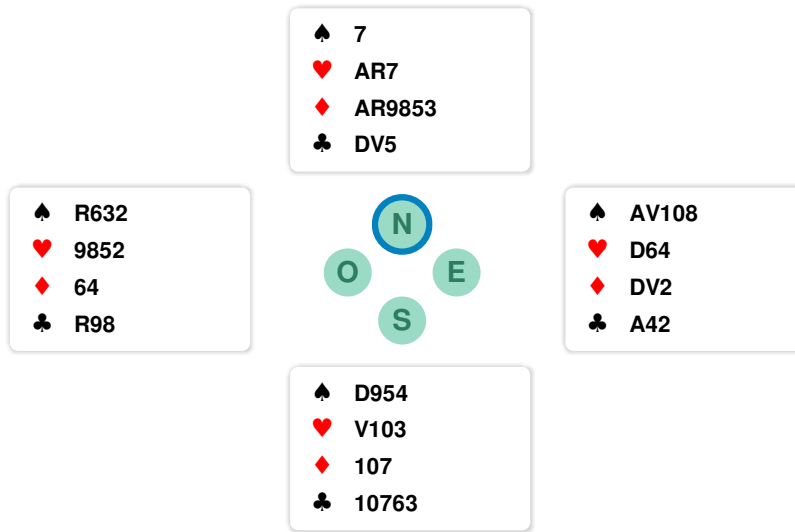 ♠ 7
♥ AR7
♦ AR9853
♣ DV5
♠ R632
♥ 9852
♦ 64
♣ R98
N
O E
S
♠ AV108
♥ D64
♦ DV2
♣ A42
♠ D954
♥ V103
♦ 107
♣ 10763